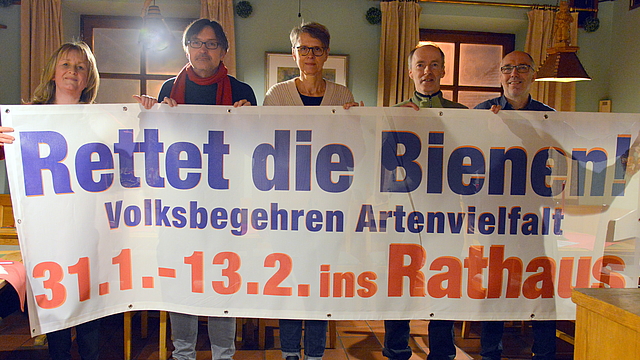 Rettet die Bienen!
Volksbegehren Artenvielfalt
31.1.-13.2. ins Rathaus